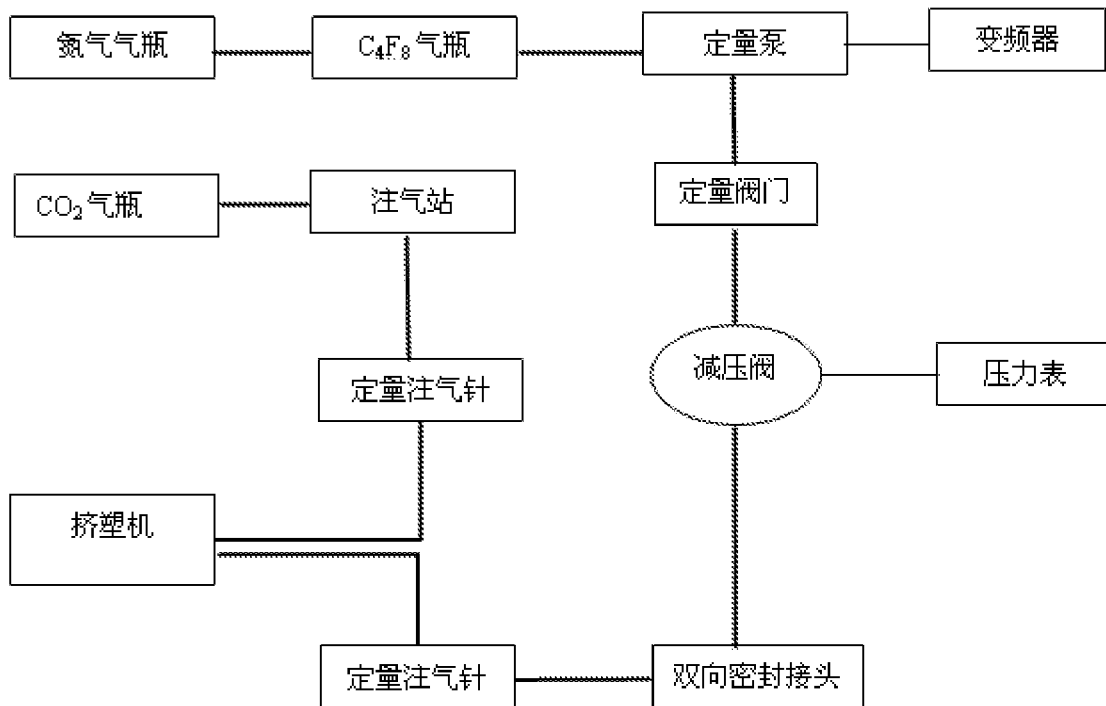 氮气气瓶
C₄F₈气瓶
定量泵
变频器
CO₂气瓶
注气站
定量阀门
定量注气针
减压阀
压力表
挤塑机
定量注气针
双向密封接头